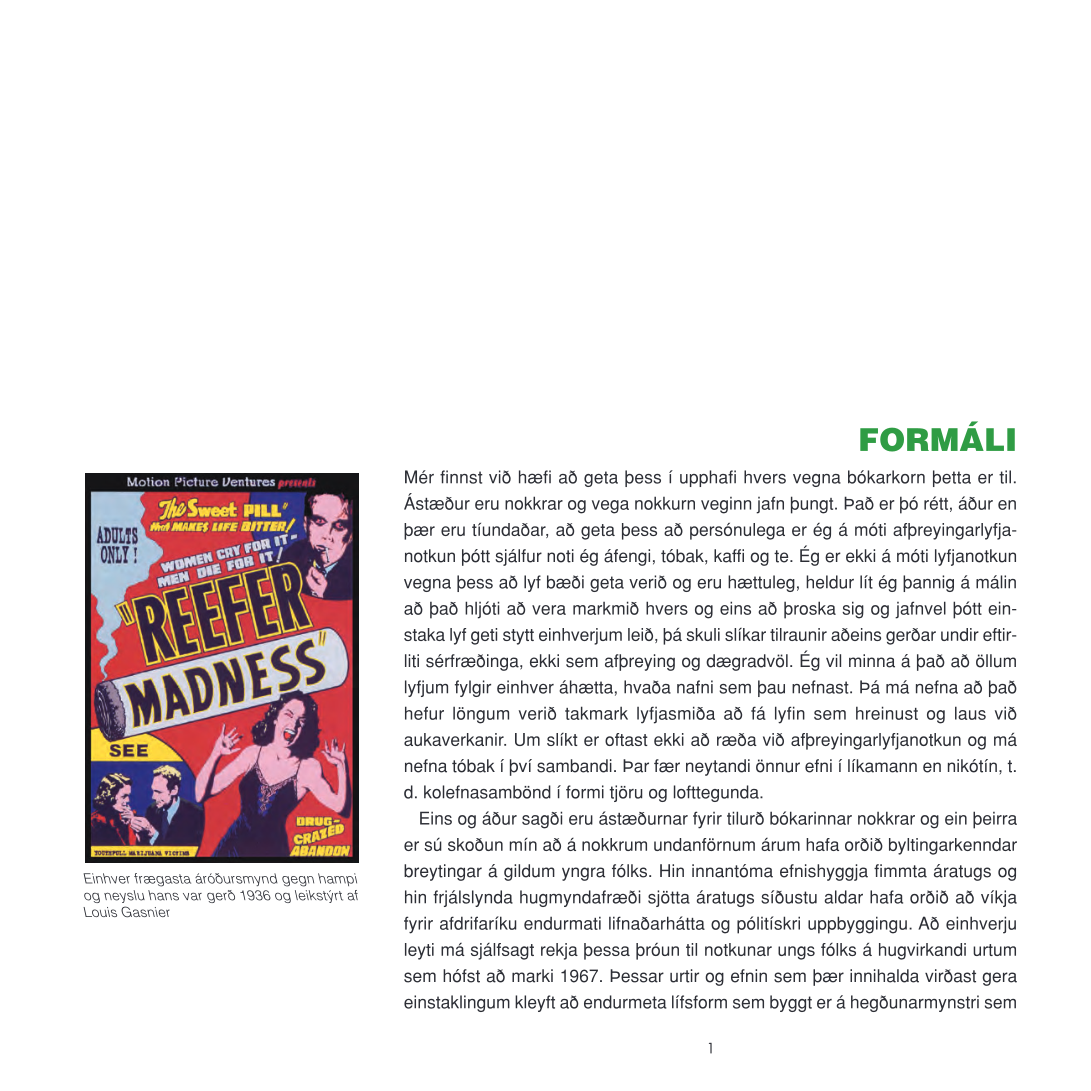 FORMÁLI
Mér finnst við hæfi að geta þess í upphafi hvers vegna bókarkorn þetta er til.
Ástæður eru nokkrar og vega nokkurn veginn jafn þungt. Það er þó rétt, áður en
þær eru tíundaðar, að geta þess að persónulega er ég á móti afþreyingarlyfja-
notkun þótt sjálfur noti ég áfengi, tóbak, kaffi og te. Ég er ekki á móti lyfjanotkun
vegna þess að lyf bæði geta verið og eru hættuleg, heldur lít ég þannig á málin
að það hljóti að vera markmið hvers og eins að þroska sig og jafnvel þótt ein-
staka lyf geti stytt einhverjum leið, þá skuli slíkar tilraunir aðeins gerðar undir eftir-
liti sérfræðinga, ekki sem afþreying og dægradvöl. Ég vil minna á það að öllum
lyfjum fylgir einhver áhætta, hvaða nafni sem þau nefnast. Þá má nefna að það
hefur löngum verið takmark lyfjasmiða að fá lyfin sem hreinust og laus við
aukaverkanir. Um slíkt er oftast ekki að ræða við afþreyingarlyfjanotkun og má
nefna tóbak í því sambandi. Þar fær neytandi önnur efni í líkamann en nikótín, t.
d. kolefnasambönd í formi tjöru og lofttegunda.
Eins og áður sagði eru ástæðurnar fyrir tilurð bókarinnar nokkrar og ein þeirra
er sú skoðun mín að á nokkrum undanförnum árum hafa orðið byltingarkenndar
breytingar á gildum yngra fólks. Hin innantóma efnishyggja fimmta áratugs og
hin frjálslynda hugmyndafræði sjötta áratugs síðustu aldar hafa orðið að víkja
fyrir afdrifaríku endurmati lifnaðarhátta og pólitískri uppbyggingu. Að einhverju
leyti má sjálfsagt rekja þessa þróun til notkunar ungs fólks á hugvirkandi urtum
sem hófst að marki 1967. Þessar urtir og efnin sem þær innihalda virðast gera
einstaklingum kleyft að endurmeta lífsform sem byggt er á hegðunarmynstri sem
Motion Picture Ventures presents
The Sweet PILL"
that MAKES LIFE BITTER!
ADULTS
ONLY !
WOMEN CRY FOR IT-
MEN DIE FOR IT!
"REEFER
MADNESS"
SEE
DRUG-
CRAZED
ABANDON
YOUTHFULL MARIJUANA VICTIMS
Einhver frægasta áróðursmynd gegn hampi
og neyslu hans var gerð 1936 og leikstýrt af
Louis Gasnier
1